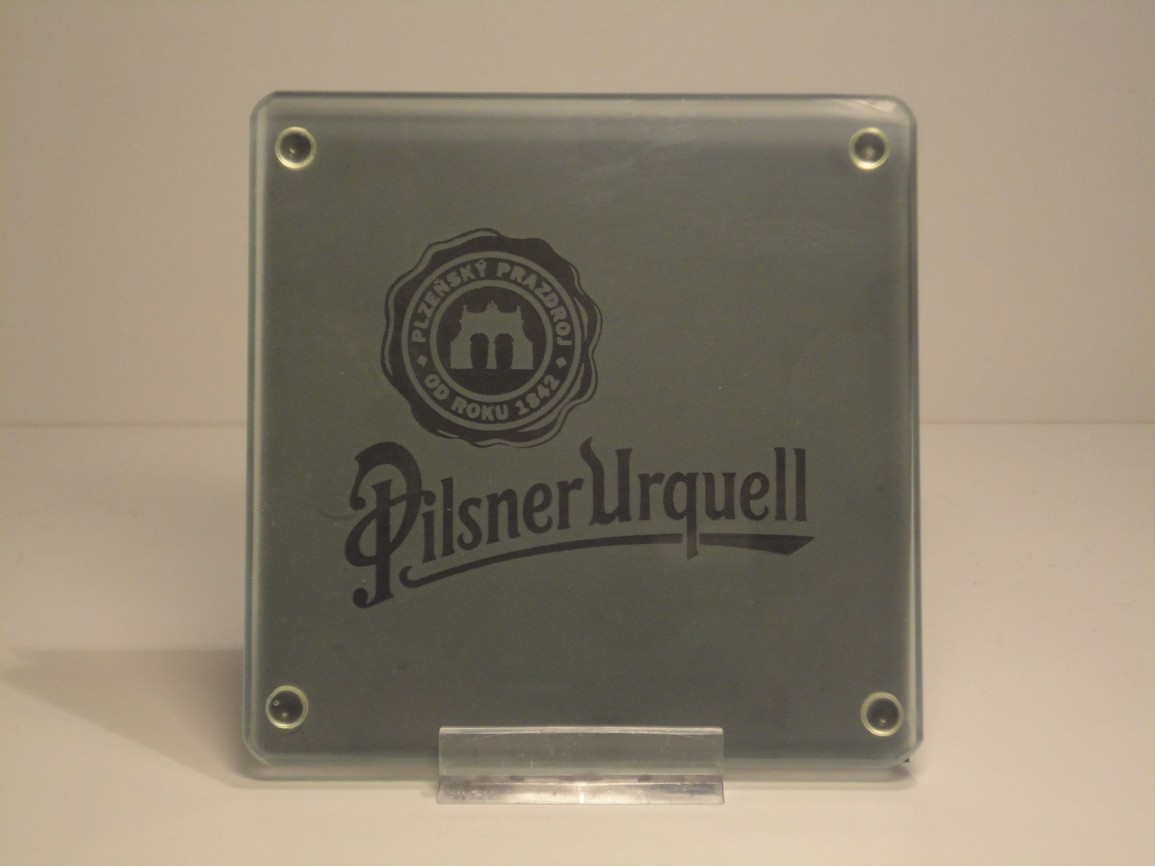 PLZEŇSKÝ PRAZDROJ
OD ROKU 1842
Pilsner Urquell